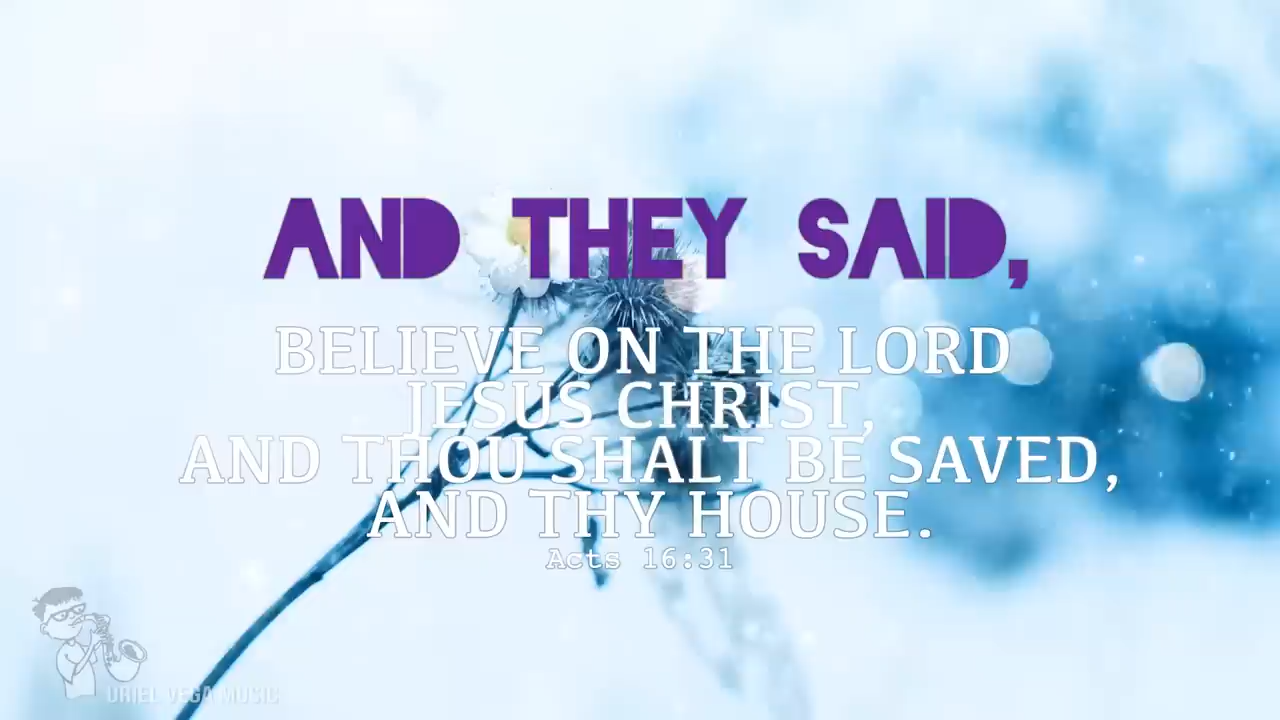 AND THEY SAID,
BELIEVE ON THE LORD
JESUS CHRIST,
AND THOU SHALT BE SAVED,
AND THY HOUSE.
Acts 16:31
URIEL VEGA MUSIC